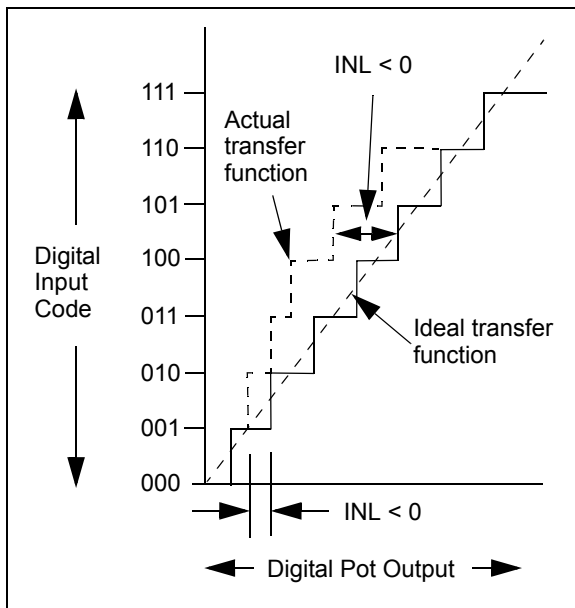 INL < 0
111
Actual
transfer
function
110
101
Digital
Input
Code
100
011
Ideal transfer
function
010
001
000
INL < 0
Digital Pot Output